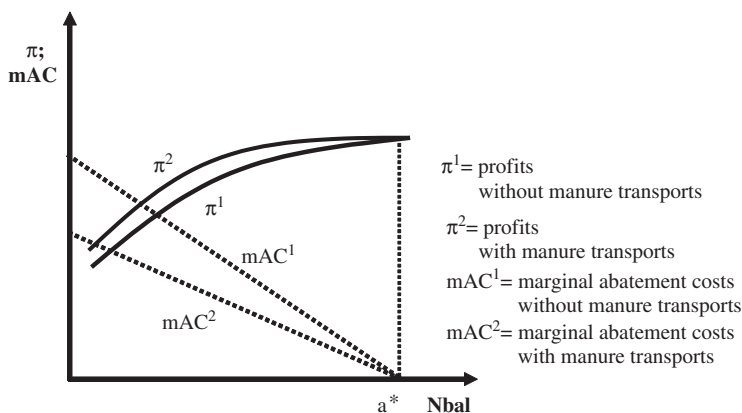 π;
mAC
π²
π¹
mAC¹
mAC²
a*
Nbal
π¹= profits
without manure transports
π²= profits
with manure transports
mAC¹= marginal abatement costs
without manure transports
mAC²= marginal abatement costs
with manure transports